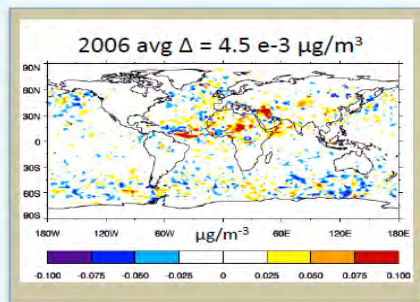 2006 avg Δ = 4.5 e-3 µg/m³
90N
60N
30N
0
30S
60S
90S
180W 120W 60W 0 60E 120E 180E
µg/m⁻³
-0.100 -0.075 -0.050 -0.025 0 0.025 0.050 0.075 0.100